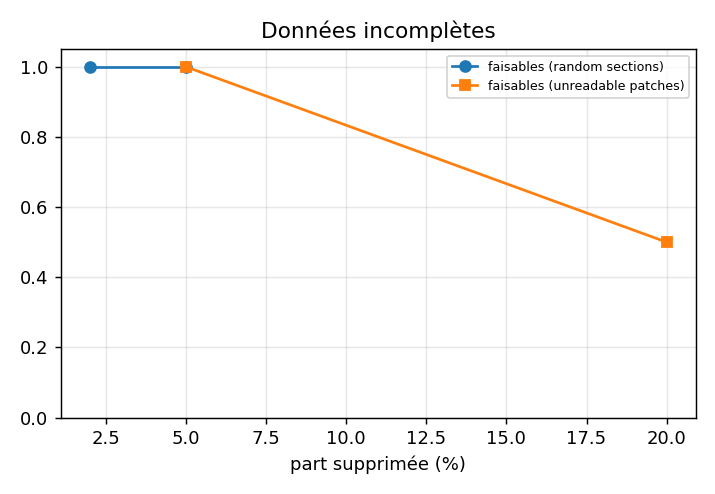 Données incomplètes
faisables (random sections)
faisables (unreadable patches)
1.0
0.8
0.6
0.4
0.2
0.0
2.5 5.0 7.5 10.0 12.5 15.0 17.5 20.0
part supprimée (%)